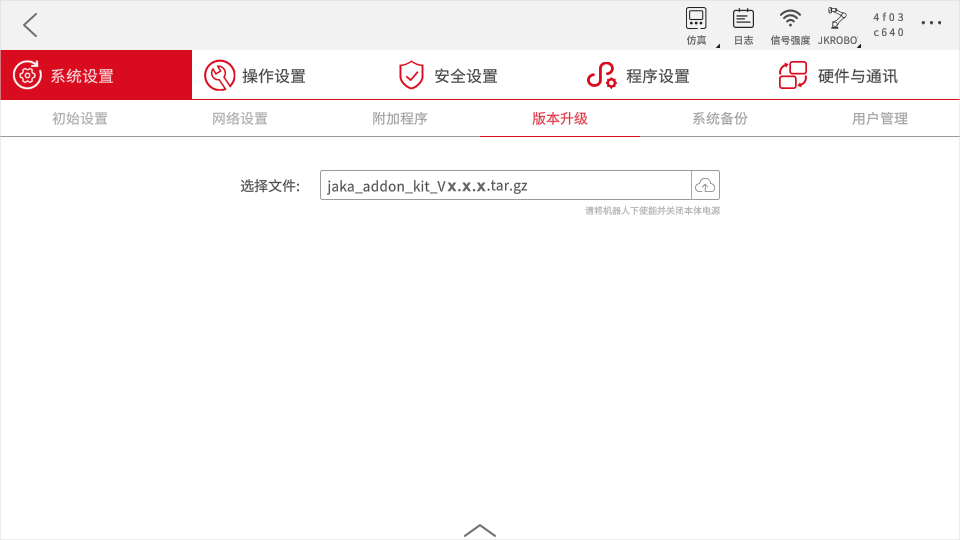 仿真
日志
信号强度
JKROBO
4f03
c640
系统设置
操作设置
安全设置
程序设置
硬件与通讯
初始设置
网络设置
附加程序
版本升级
系统备份
用户管理
选择文件:
jaka_addon_kit_Vx.x.x.tar.gz
请将机器人下使能并关闭本体电源